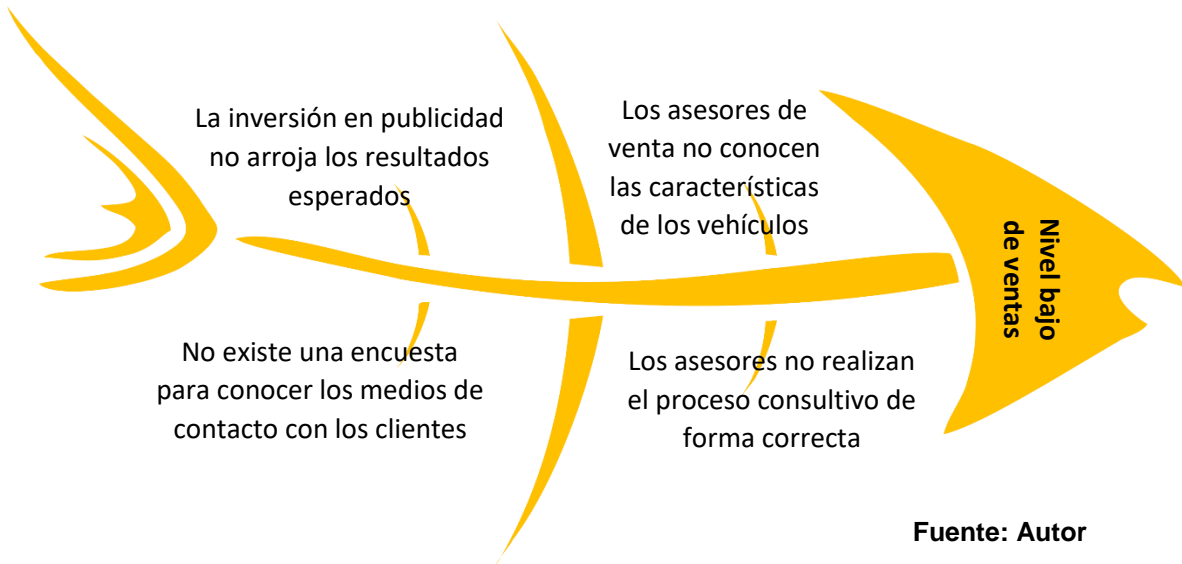 La inversión en publicidad
no arroja los resultados
esperados
Los asesores de
venta no conocen
las características
de los vehículos
No existe una encuesta
para conocer los medios de
contacto con los clientes
Los asesores no realizan
el proceso consultivo de
forma correcta
Nivel bajo
de ventas
Fuente: Autor